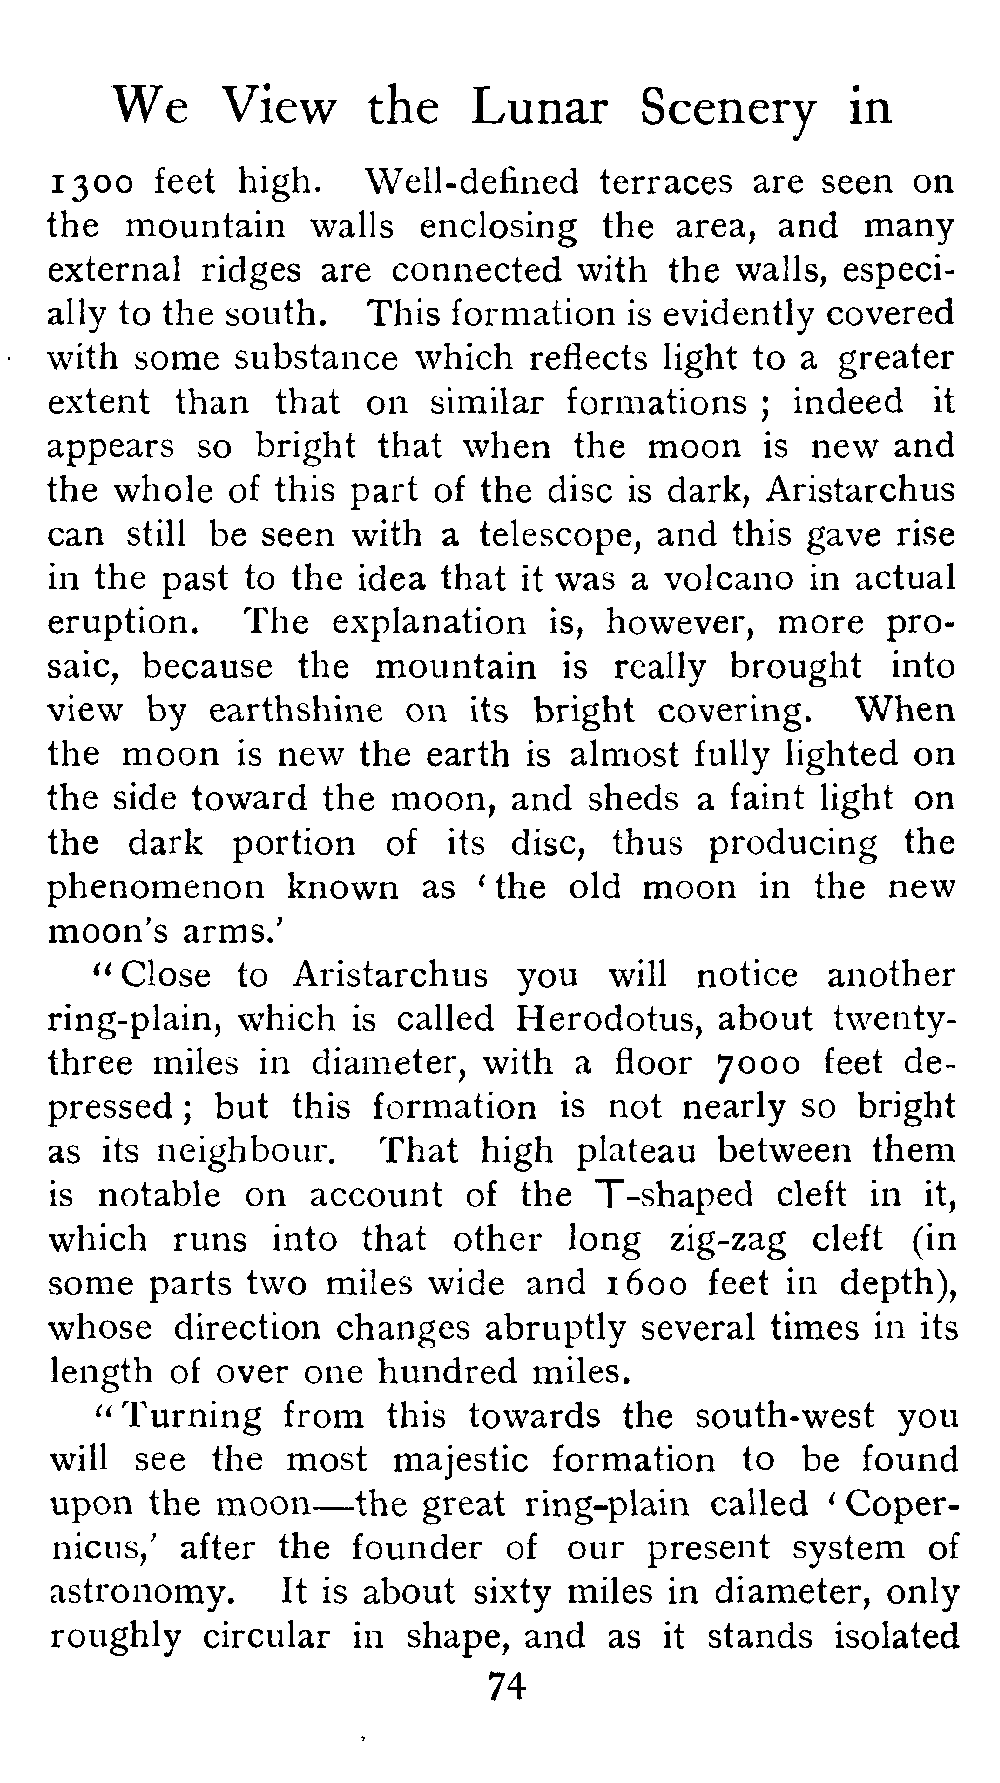 We View the Lunar Scenery in
1300 feet high. Well-defined terraces are seen on
the mountain walls enclosing the area, and many
external ridges are connected with the walls, especi-
ally to the south. This formation is evidently covered
with some substance which reflects light to a greater
extent than that on similar formations ; indeed it
appears so bright that when the moon is new and
the whole of this part of the disc is dark, Aristarchus
can still be seen with a telescope, and this gave rise
in the past to the idea that it was a volcano in actual
eruption. The explanation is, however, more pro-
saic, because the mountain is really brought into
view by earthshine on its bright covering. When
the moon is new the earth is almost fully lighted on
the side toward the moon, and sheds a faint light on
the dark portion of its disc, thus producing the
phenomenon known as ‘ the old moon in the new
moon's arms.’
“ Close to Aristarchus you will notice another
ring-plain, which is called Herodotus, about twenty-
three miles in diameter, with a floor 7000 feet de-
pressed ; but this formation is not nearly so bright
as its neighbour. That high plateau between them
is notable on account of the T-shaped cleft in it,
which runs into that other long zig-zag cleft (in
some parts two miles wide and 1600 feet in depth),
whose direction changes abruptly several times in its
length of over one hundred miles.
“ Turning from this towards the south-west you
will see the most majestic formation to be found
upon the moon—the great ring-plain called ‘ Coper-
nicus,’ after the founder of our present system of
astronomy. It is about sixty miles in diameter, only
roughly circular in shape, and as it stands isolated
74